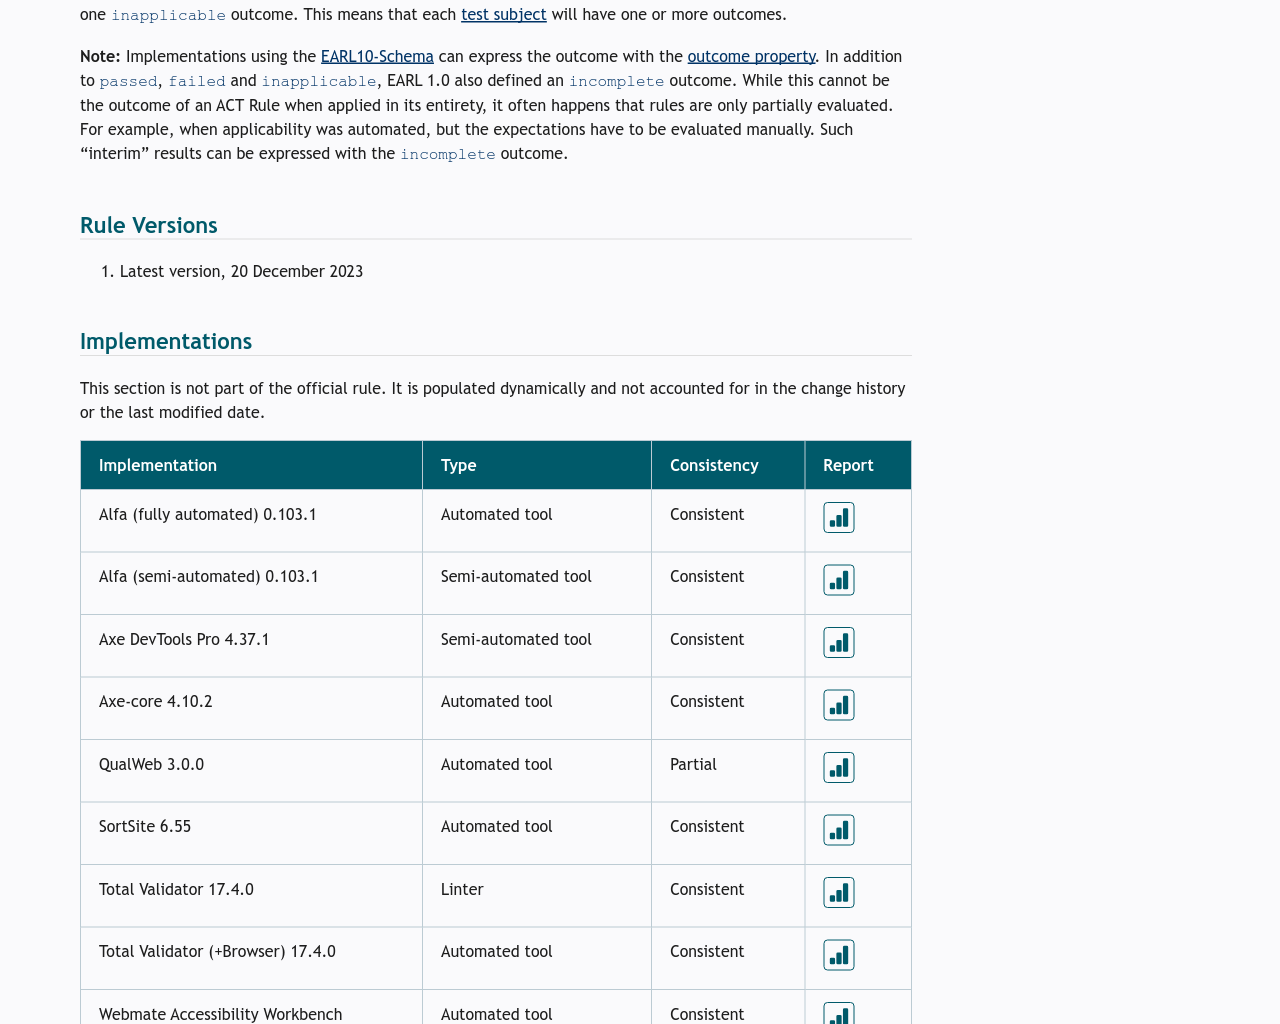 one inapplicable outcome. This means that each test subject will have one or more outcomes.
Note: Implementations using the EARL10-Schema can express the outcome with the outcome property. In addition
to passed, failed and inapplicable, EARL 1.0 also defined an incomplete outcome. While this cannot be
the outcome of an ACT Rule when applied in its entirety, it often happens that rules are only partially evaluated.
For example, when applicability was automated, but the expectations have to be evaluated manually. Such
“interim” results can be expressed with the incomplete outcome.
Rule Versions
1. Latest version, 20 December 2023
Implementations
This section is not part of the official rule. It is populated dynamically and not accounted for in the change history
or the last modified date.
Implementation Type Consistency Report
Alfa (fully automated) 0.103.1 Automated tool Consistent
Alfa (semi-automated) 0.103.1 Semi-automated tool Consistent
Axe DevTools Pro 4.37.1 Semi-automated tool Consistent
Axe-core 4.10.2 Automated tool Consistent
QualWeb 3.0.0 Automated tool Partial
SortSite 6.55 Automated tool Consistent
Total Validator 17.4.0 Linter Consistent
Total Validator (+Browser) 17.4.0 Automated tool Consistent
Webmate Accessibility Workbench Automated tool Consistent